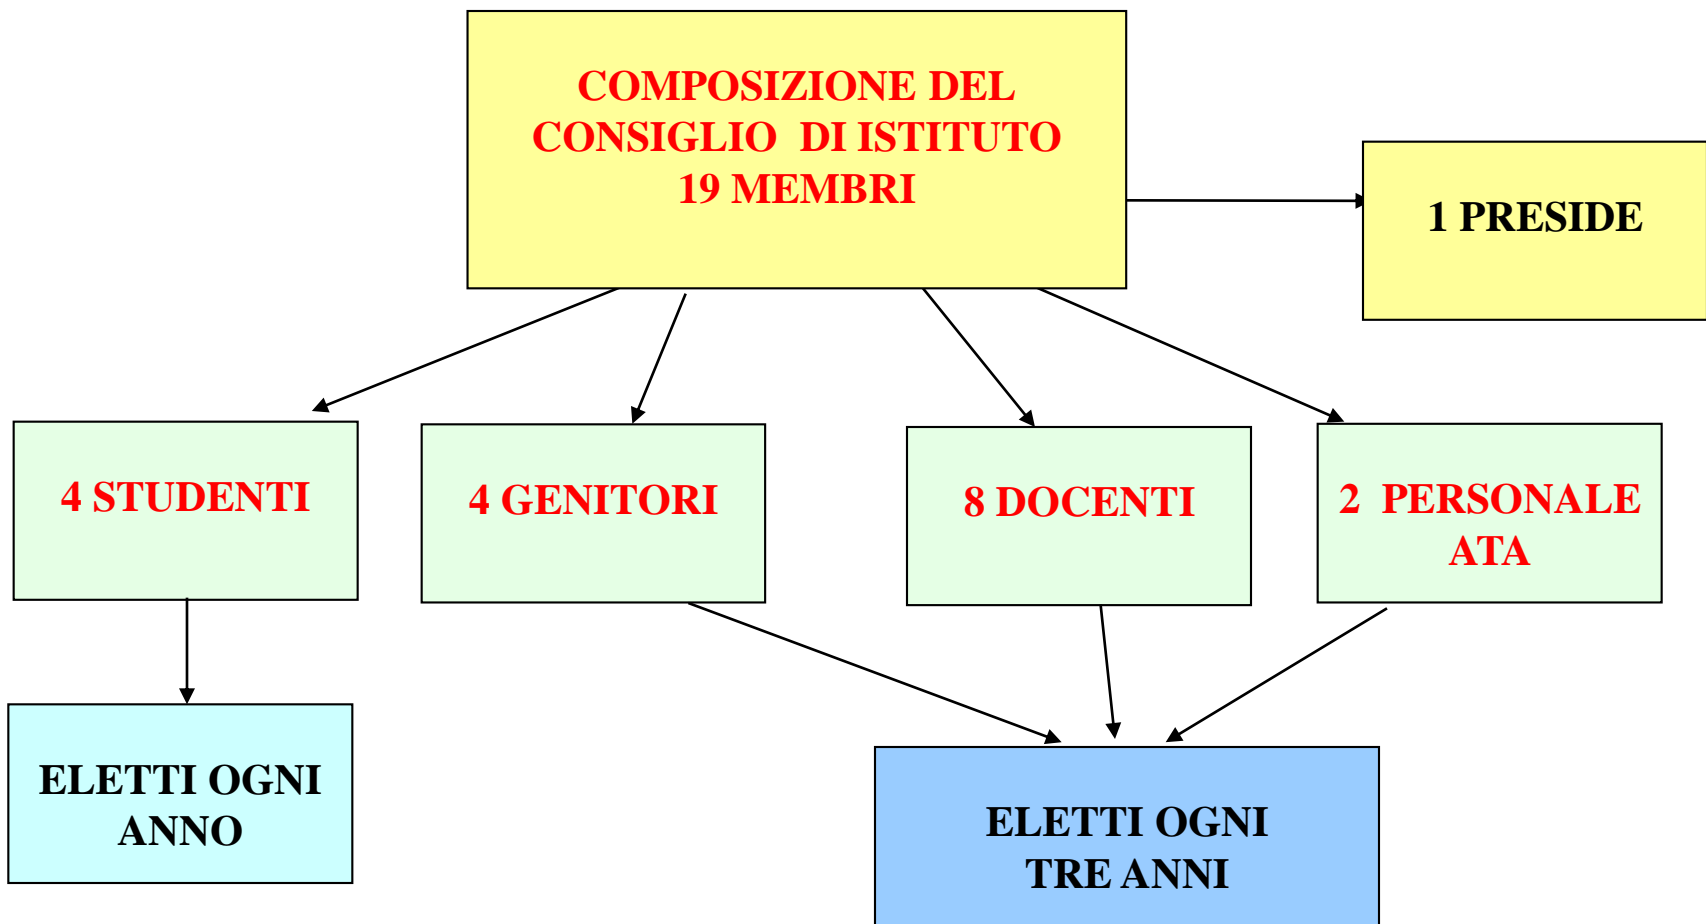 COMPOSIZIONE DEL
CONSIGLIO DI ISTITUTO
19 MEMBRI
1 PRESIDE
4 STUDENTI
4 GENITORI
8 DOCENTI
2 PERSONALE
ATA
ELETTI OGNI
ANNO
ELETTI OGNI
TRE ANNI